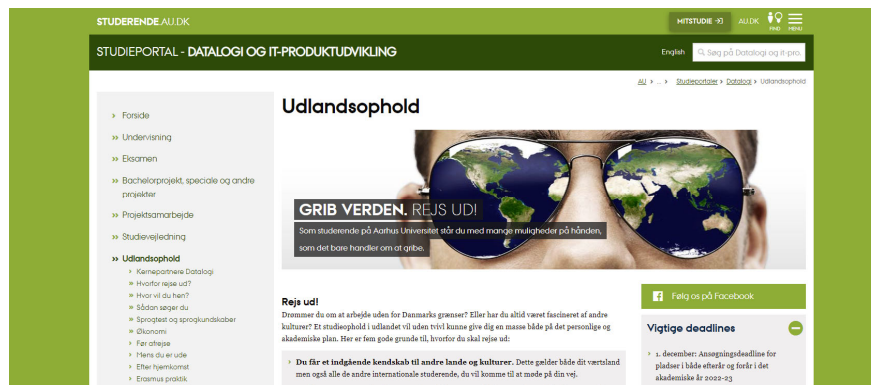 STUDERENDE.AU.DK
MITSTUDIE
AU.DK
FIND
MENU
STUDIEPORTAL - DATALOGI OG IT-PRODUKTUDVIKLING
English
Søg på Datalogi og it-pro
AU › ... › Studieportaler › Datalogi › Udlandsophold
› Forside
» Undervisning
» Eksamen
» Bachelorprojekt, speciale og andre
projekter
» Projektsamarbejde
» Studievejledning
» Udlandsophold
› Kernepartnere Datalogi
» Hvorfor rejse ud?
» Hvor vil du hen?
» Sådan søger du
» Sprogtest og sprogkundskaber
» Økonomi
› Før afrejse
› Mens du er ude
› Efter hjemkomst
› Erasmus praktik
Udlandsophold
GRIB VERDEN. REJS UD!
Som studerende på Aarhus Universitet står du med mange muligheder på hånden,
som det bare handler om at gribe.
Rejs ud!
Drømmer du om at arbejde uden for Danmarks grænser? Eller har du altid været fascineret af andre
kulturer? Et studieophold i udlandet vil uden tvivl kunne give dig en masse både på det personlige og
akademiske plan. Her er fem gode grunde til, hvorfor du skal rejse ud:
› Du får et indgående kendskab til andre lande og kulturer. Dette gælder både dit værtsland
men også alle de andre internationale studerende, du vil komme til at møde på din vej.
Følg os på Facebook
Vigtige deadlines
› 1. december: Ansøgningsdeadline for
pladser i både efterår og forår i det
akademiske år 2022-23